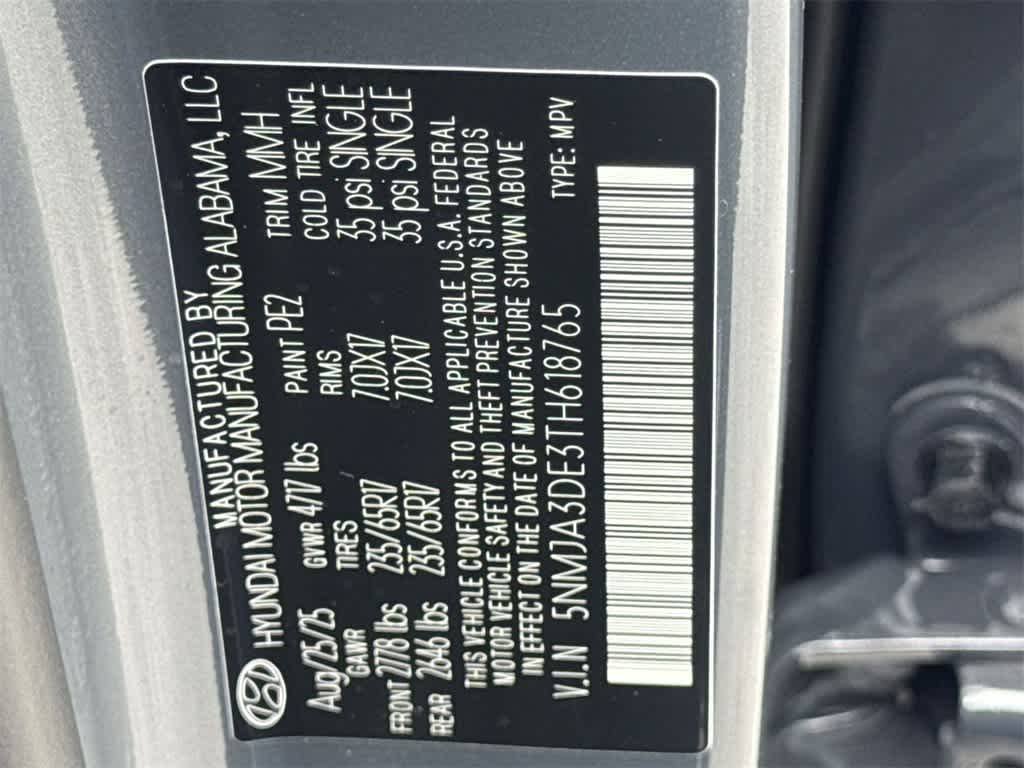 MANUFACTURED BY
HYUNDAI MOTOR MANUFACTURING ALABAMA, LLC
Aug/25/25 GVWR 4717 lbs PAINT PE2 TRIM MMH
GAWR TIRES RIMS COLD TIRE INFL
FRONT 2778 lbs 235/65R17 7.0JX17 35 psi SINGLE
REAR 2646 lbs 235/65R17 7.0JX17 35 psi SINGLE
THIS VEHICLE CONFORMS TO ALL APPLICABLE U.S.A. FEDERAL
MOTOR VEHICLE SAFETY AND THEFT PREVENTION STANDARDS
IN EFFECT ON THE DATE OF MANUFACTURE SHOWN ABOVE
V.I.N 5NMJA3DE3TH618765 TYPE: MPV